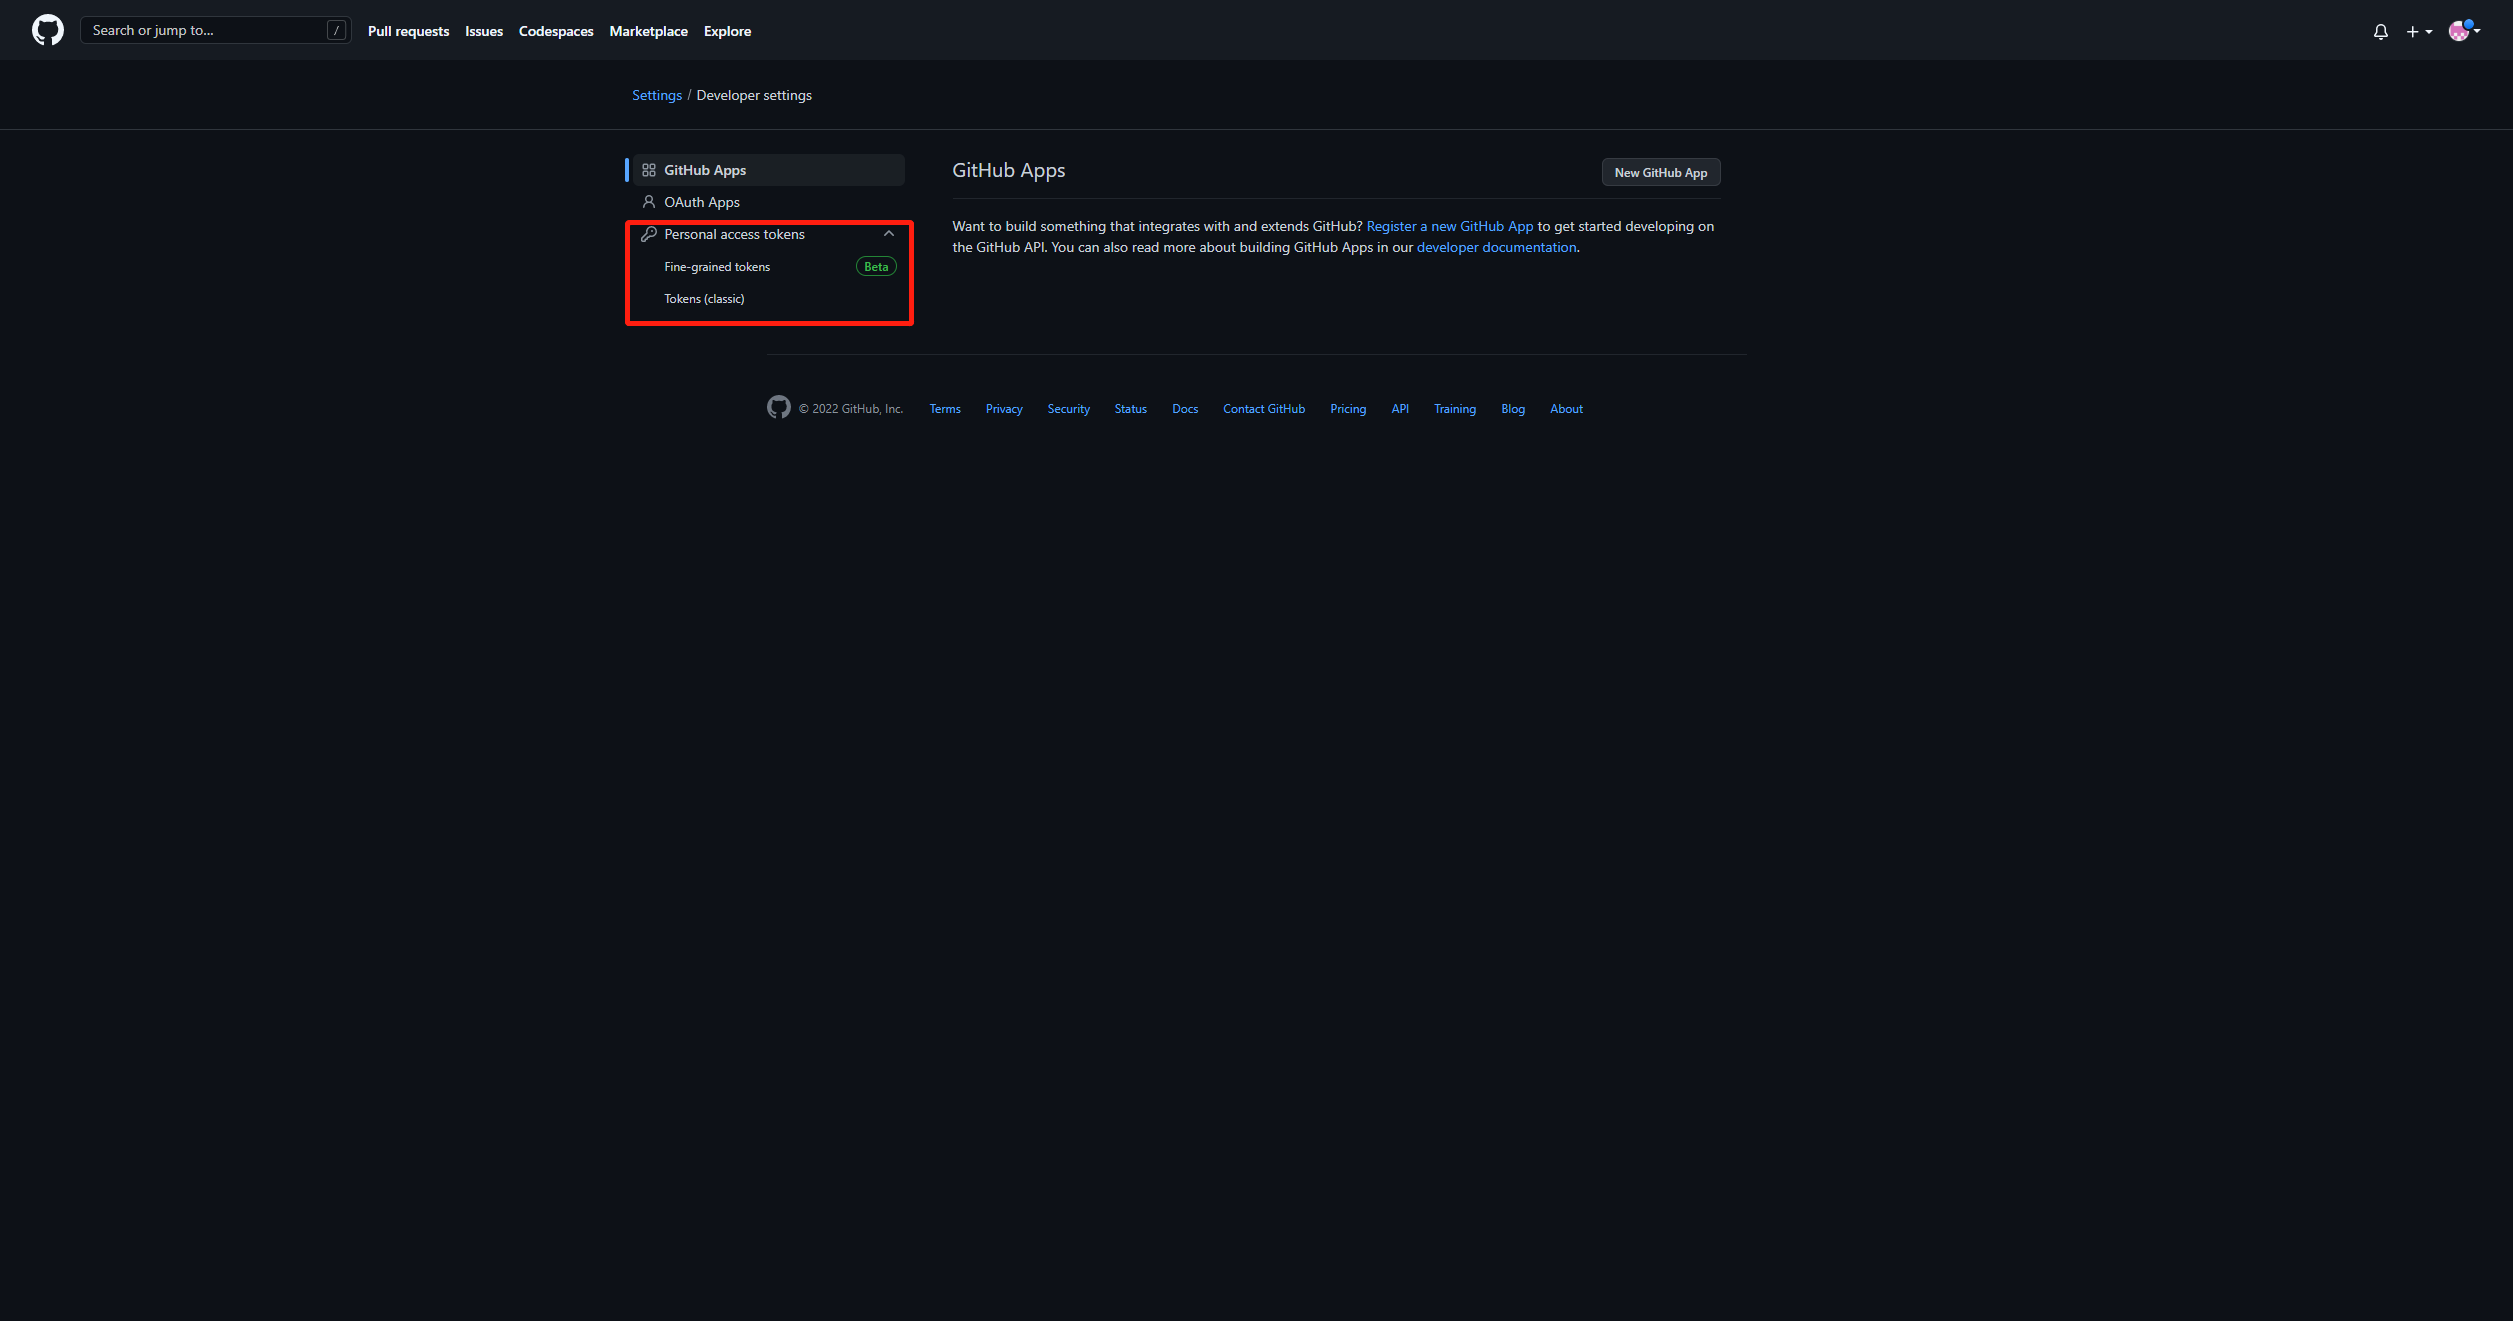 Search or jump to...
/
Pull requests
Issues
Codespaces
Marketplace
Explore
Settings / Developer settings
GitHub Apps
OAuth Apps
Personal access tokens
Fine-grained tokens
Beta
Tokens (classic)
GitHub Apps
New GitHub App
Want to build something that integrates with and extends GitHub? Register a new GitHub App to get started developing on
the GitHub API. You can also read more about building GitHub Apps in our developer documentation.
© 2022 GitHub, Inc.
Terms
Privacy
Security
Status
Docs
Contact GitHub
Pricing
API
Training
Blog
About